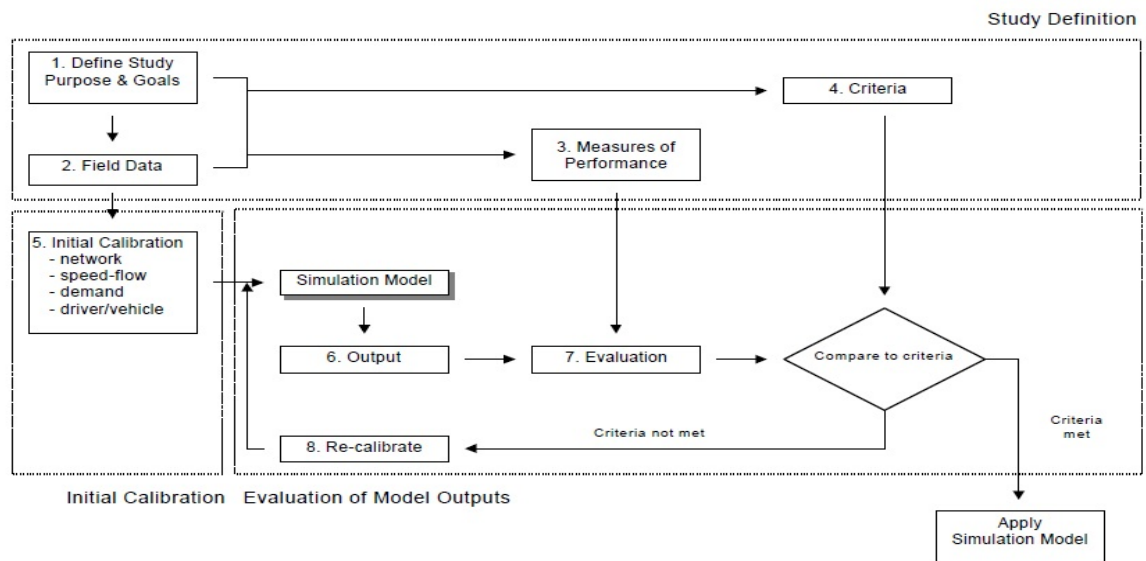 Study Definition
1. Define Study
Purpose & Goals
4. Criteria
3. Measures of
Performance
2. Field Data
5. Initial Calibration
- network
- speed-flow
- demand
- driver/vehicle
Simulation Model
6. Output
7. Evaluation
Compare to criteria
Criteria not met
Criteria
met
8. Re-calibrate
Initial Calibration
Evaluation of Model Outputs
Apply
Simulation Model